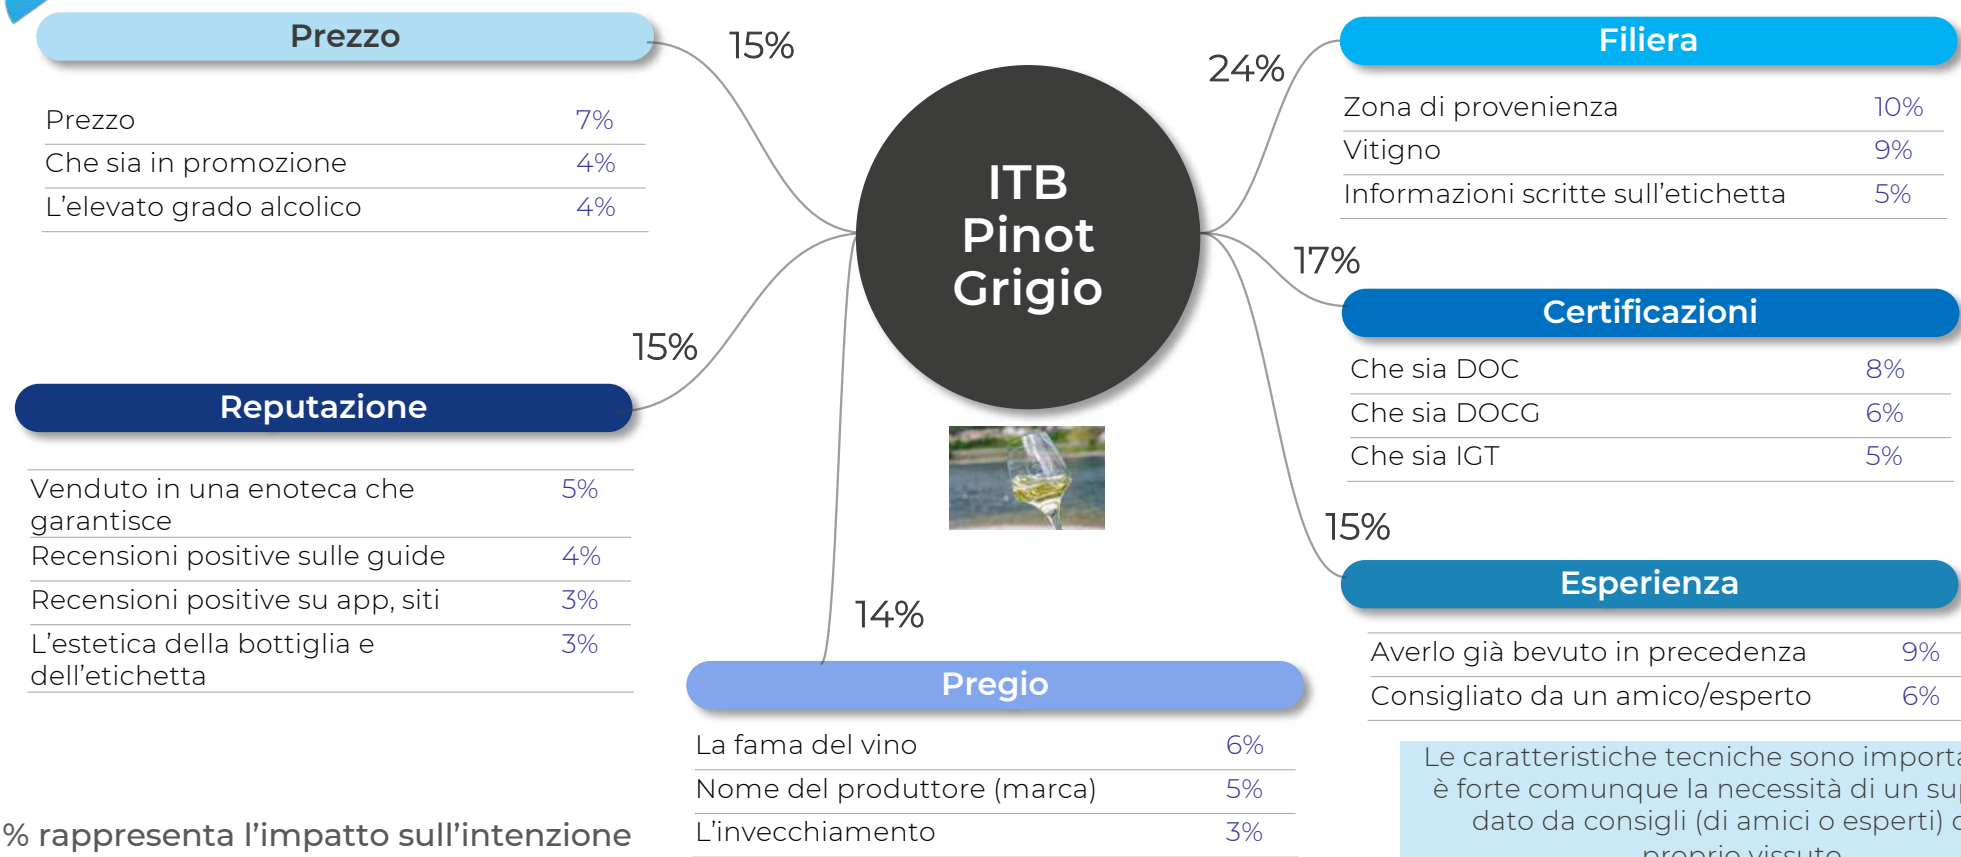 Prezzo
15%
Prezzo 7%
Che sia in promozione 4%
L'elevato grado alcolico 4%
15%
Reputazione
Venduto in una enoteca che 5%
garantisce
Recensioni positive sulle guide 4%
Recensioni positive su app, siti 3%
L'estetica della bottiglia e 3%
dell'etichetta
ITB
Pinot
Grigio
14%
Pregio
La fama del vino 6%
Nome del produttore (marca) 5%
L'invecchiamento 3%
24%
Filiera
Zona di provenienza 10%
Vitigno 9%
Informazioni scritte sull'etichetta 5%
17%
Certificazioni
Che sia DOC 8%
Che sia DOCG 6%
Che sia IGT 5%
15%
Esperienza
Averlo già bevuto in precedenza 9%
Consigliato da un amico/esperto 6%
Le caratteristiche tecniche sono
è forte comunque la necessità di un
dato da consigli (di amici o esperti)
proprio vissuto
% rappresenta l'impatto sull'intenzione